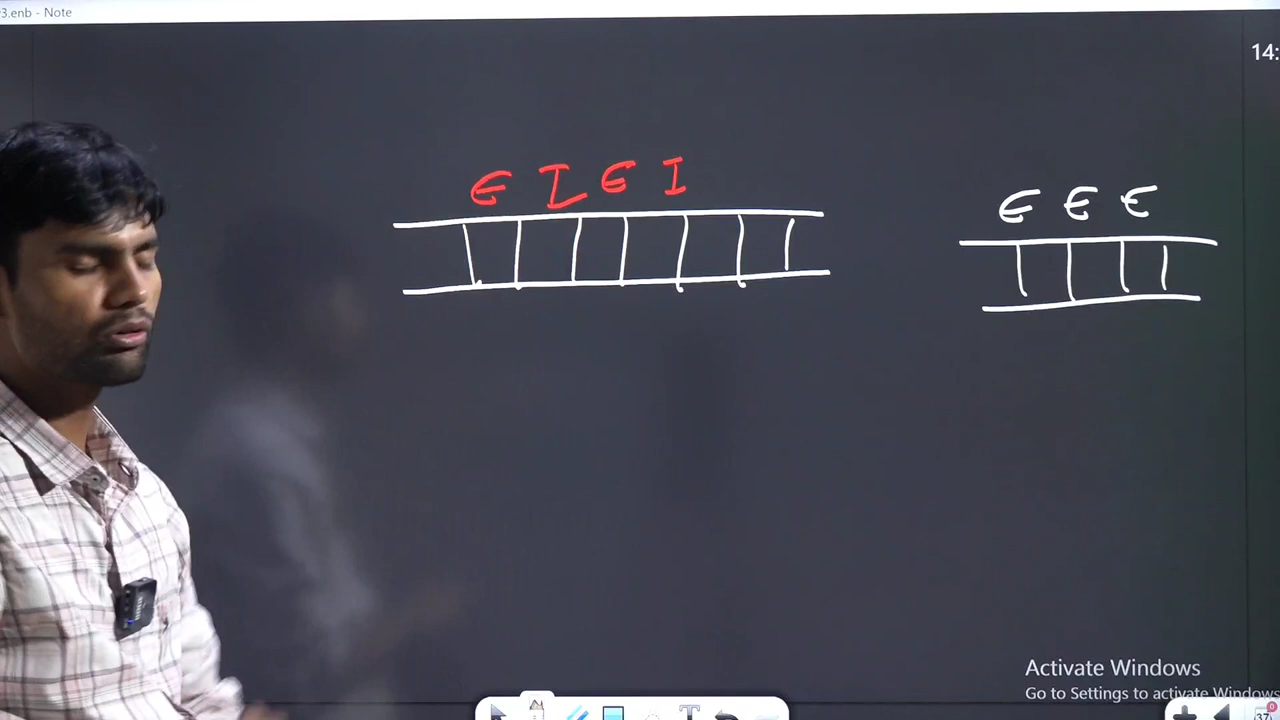 3.enb - Note
14:
E I E I
E E E
Activate Windows
Go to Settings to activate Windows